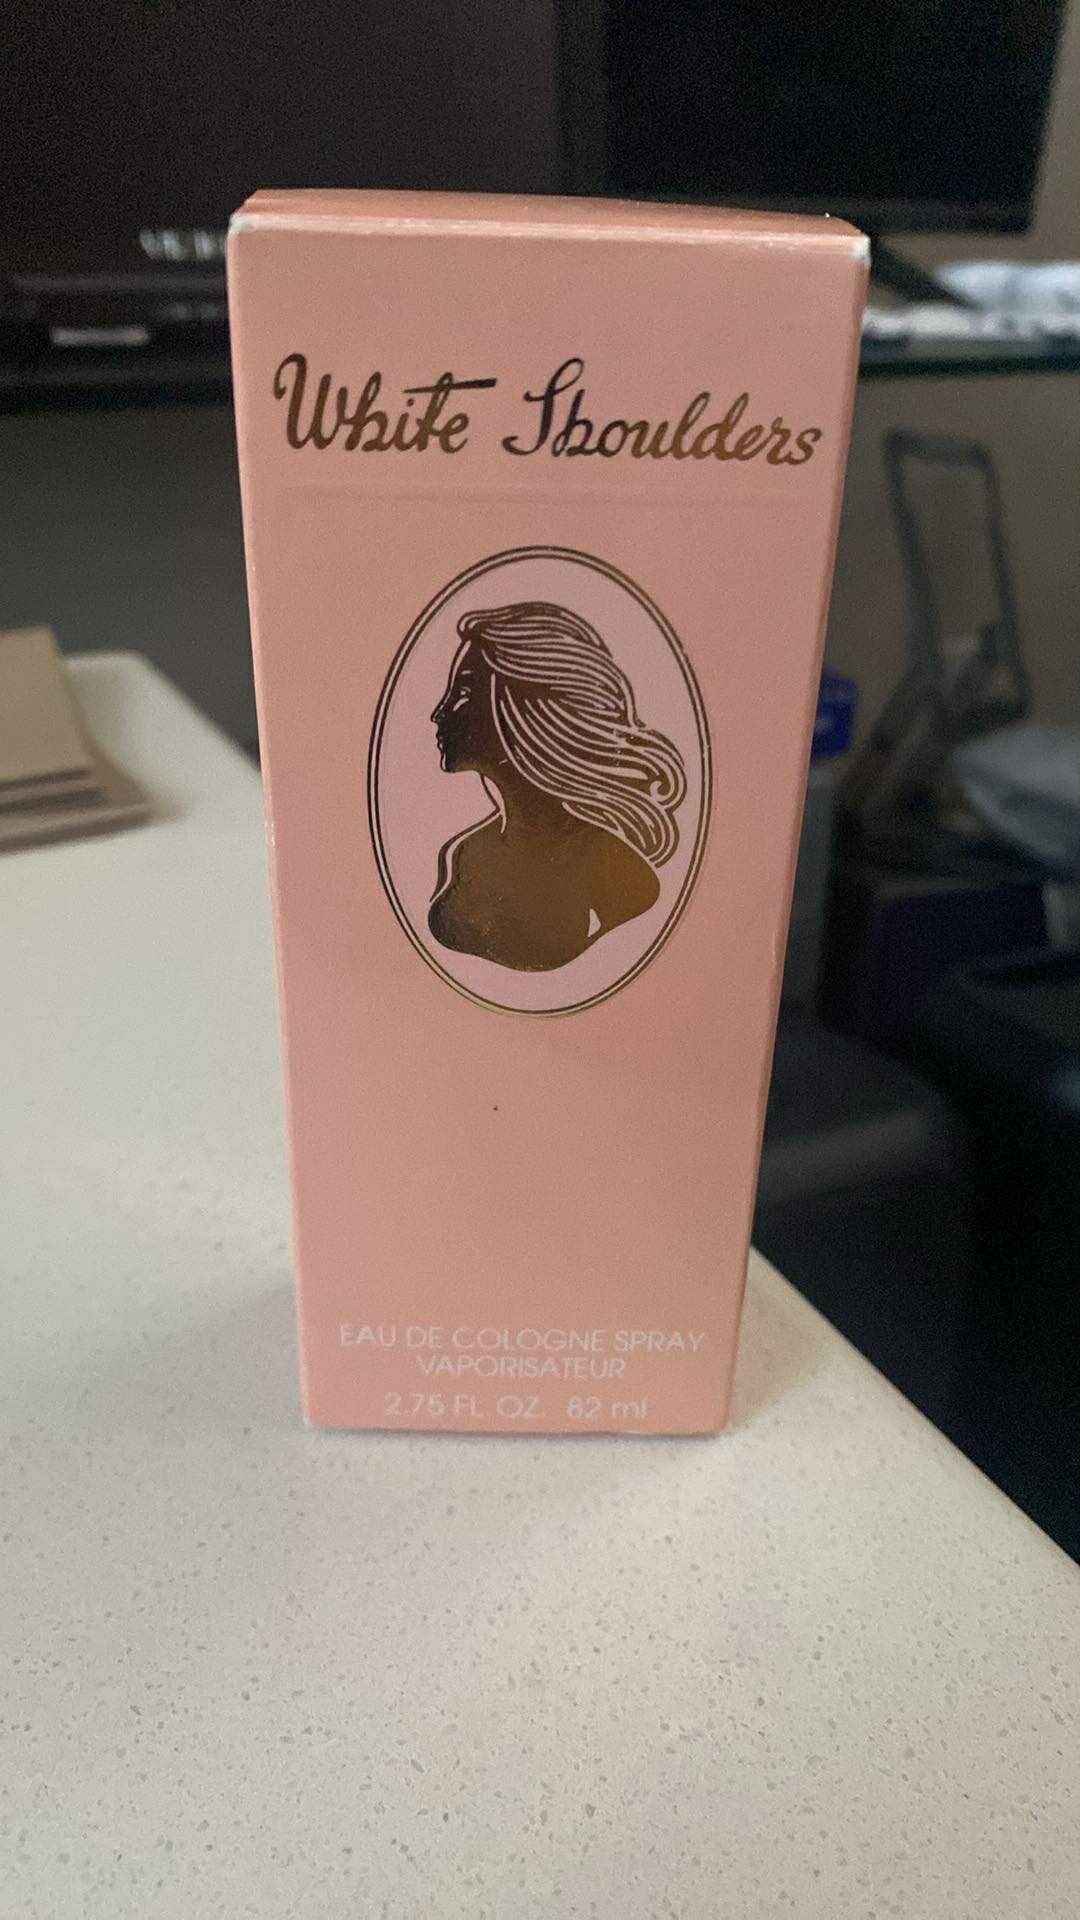 White Shoulders
EAU DE COLOGNE SPRAY
VAPORISATEUR
2.75 FL. OZ. 82 ml